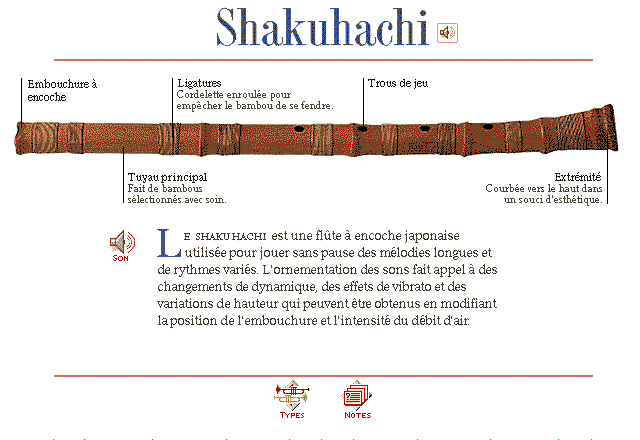 Shakuhachi
Embouchure à
encoche
Ligatures
Cordelette enroulée pour
empêcher le bambou de se fendre.
Trous de jeu
Tuyau principal
Fait de bambous
sélectionnés avec soin.
Extrémité
Courbée vers le haut dans
un souci d'esthétique.
SON
LE SHAKUHACHI est une flûte à encoche japonaise
utilisée pour jouer sans pause des mélodies longues et
de rythmes variés. L'ornementation des sons fait appel à des
changements de dynamique, des effets de vibrato et des
variations de hauteur qui peuvent être obtenus en modifiant
la position de l'embouchure et l'intensité du débit d'air.
TYPES
NOTES